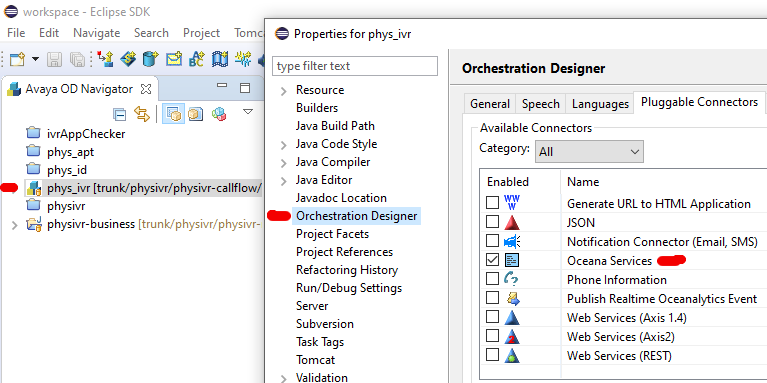 workspace - Eclipse SDK
File Edit Navigate Search Project Tomcat
Avaya OD Navigator
ivrAppChecker
phys_apt
phys_id
phys_ivr [trunk/physivr/physivr-callflow/
physivr
physivr-business [trunk/physivr/physivr-
Properties for phys_ivr
type filter text
Resource
Builders
Java Build Path
Java Code Style
Java Compiler
Java Editor
Javadoc Location
Orchestration Designer
Project Facets
Project References
Refactoring History
Run/Debug Settings
Server
Subversion
Task Tags
Tomcat
Validation
Orchestration Designer
General Speech Languages Pluggable Connectors
Available Connectors
Category: All
Enabled Name
Generate URL to HTML Application
JSON
Notification Connector (Email, SMS)
Oceana Services
Phone Information
Publish Realtime Oceanalytics Event
Web Services (Axis 1.4)
Web Services (Axis2)
Web Services (REST)